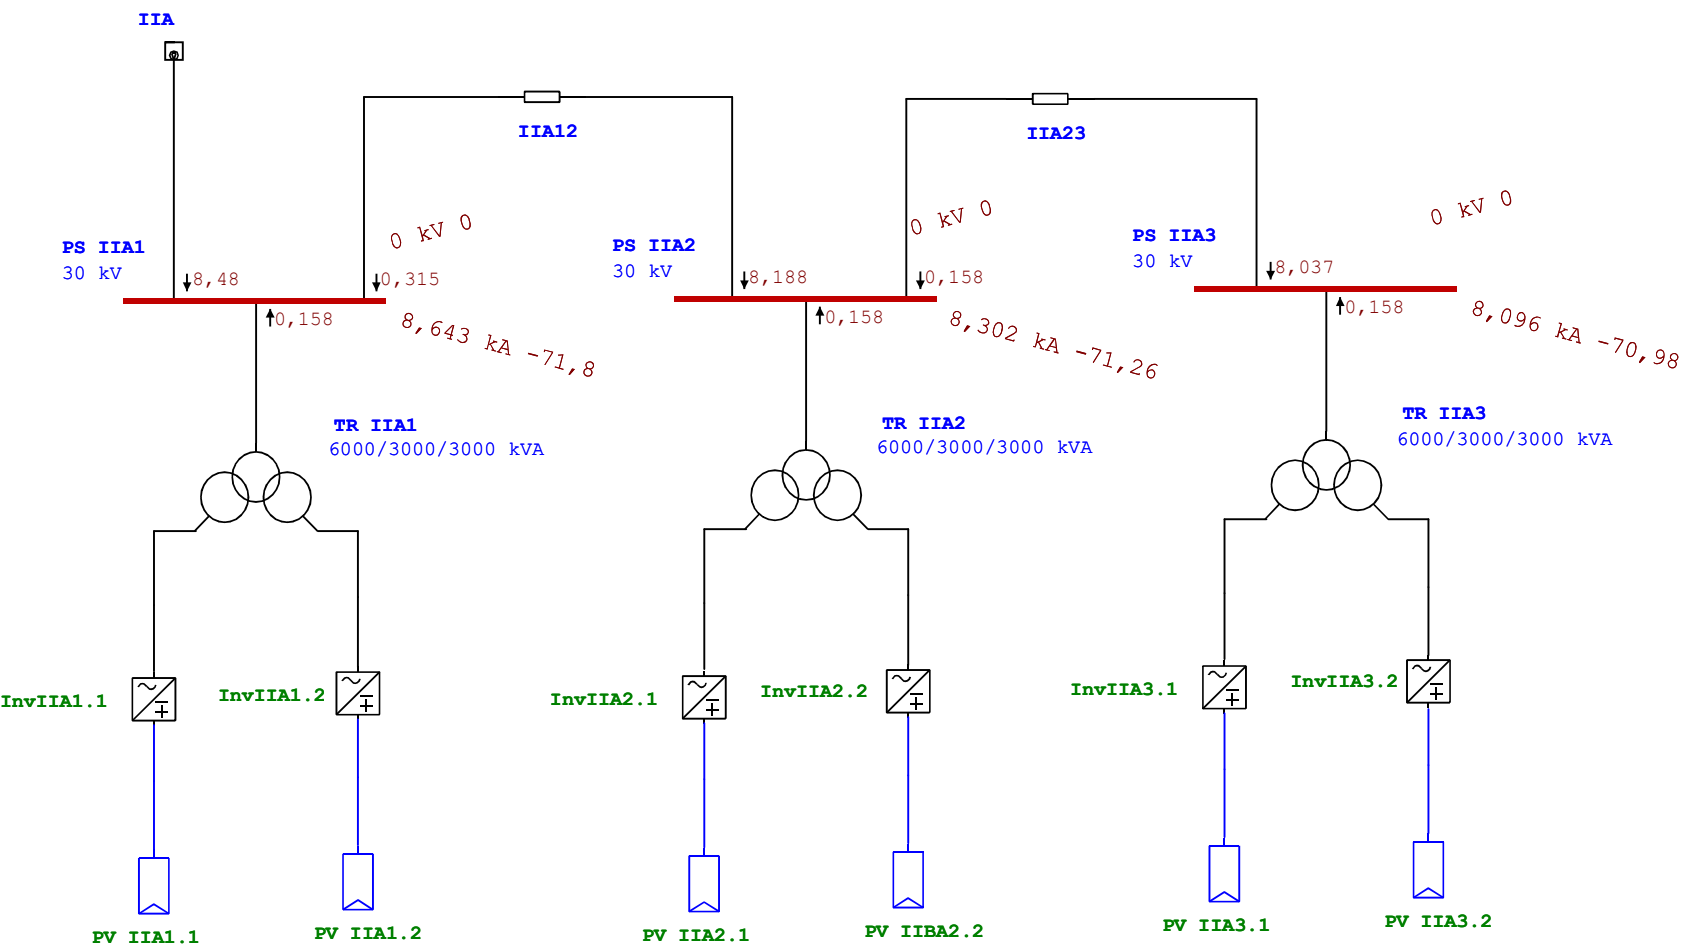 IIA
IIA12
IIA23
PS IIA1
30 kV
0 kV 0
8,48
0,315
0,158
8,643 kA -71,8
PS IIA2
30 kV
0 kV 0
8,188
0,158
0,158
8,302 kA -71,26
PS IIA3
30 kV
0 kV 0
8,037
0,158
8,096 kA -70,98
TR IIA1
6000/3000/3000 kVA
TR IIA2
6000/3000/3000 kVA
TR IIA3
6000/3000/3000 kVA
InvIIA1.1
InvIIA1.2
InvIIA2.1
InvIIA2.2
InvIIA3.1
InvIIA3.2
PV IIA1.1
PV IIA1.2
PV IIA2.1
PV IIBA2.2
PV IIA3.1
PV IIA3.2